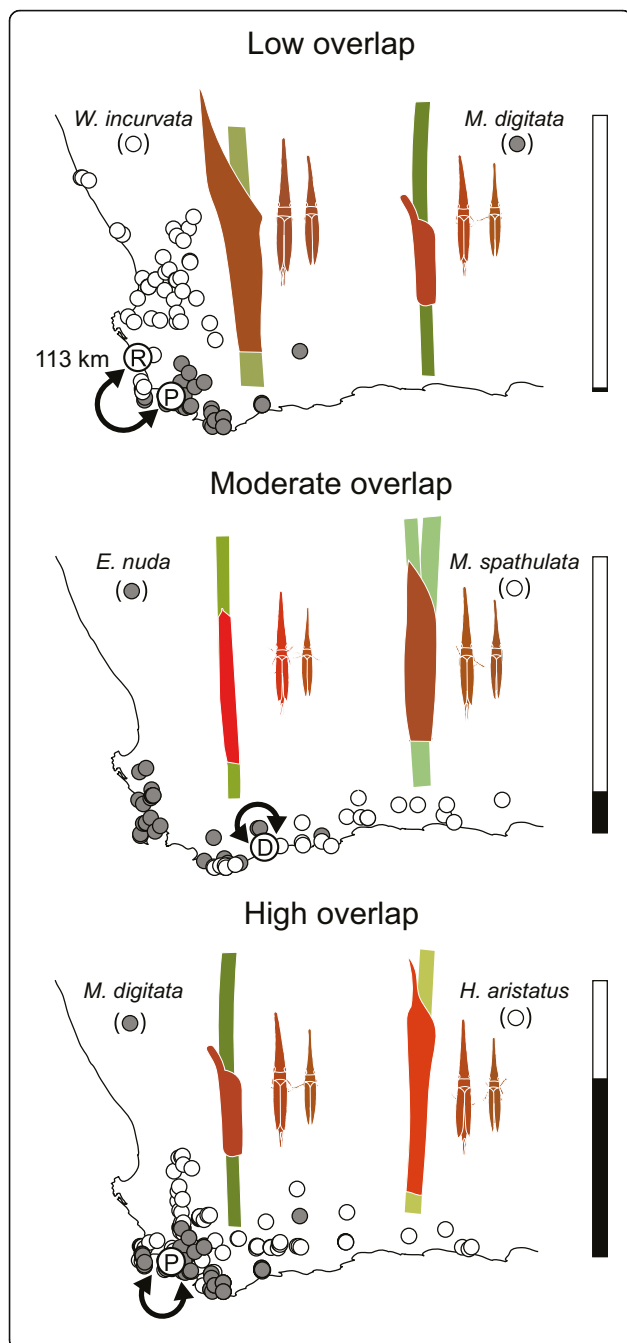 Low overlap
W. incurvata M. digitata
( ) ( )
R
113 km
P
Moderate overlap
E. nuda M. spathulata
( ) ( )
D
High overlap
M. digitata H. aristatus
( ) ( )
P